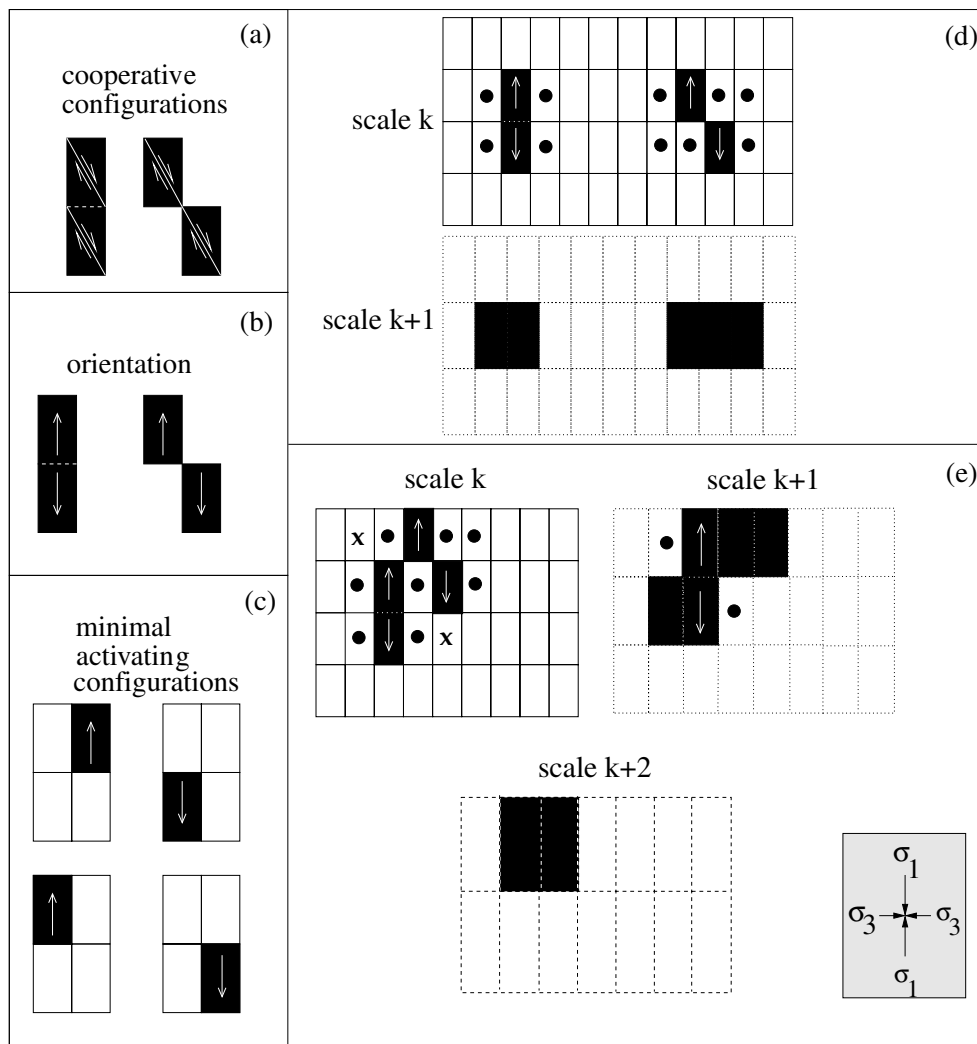 (a)
cooperative
configurations
(b)
orientation
(c)
minimal
activating
configurations
(d)
scale k
scale k+1
(e)
scale k
scale k+1
x
x
scale k+2
σ1
σ3 σ3
σ1